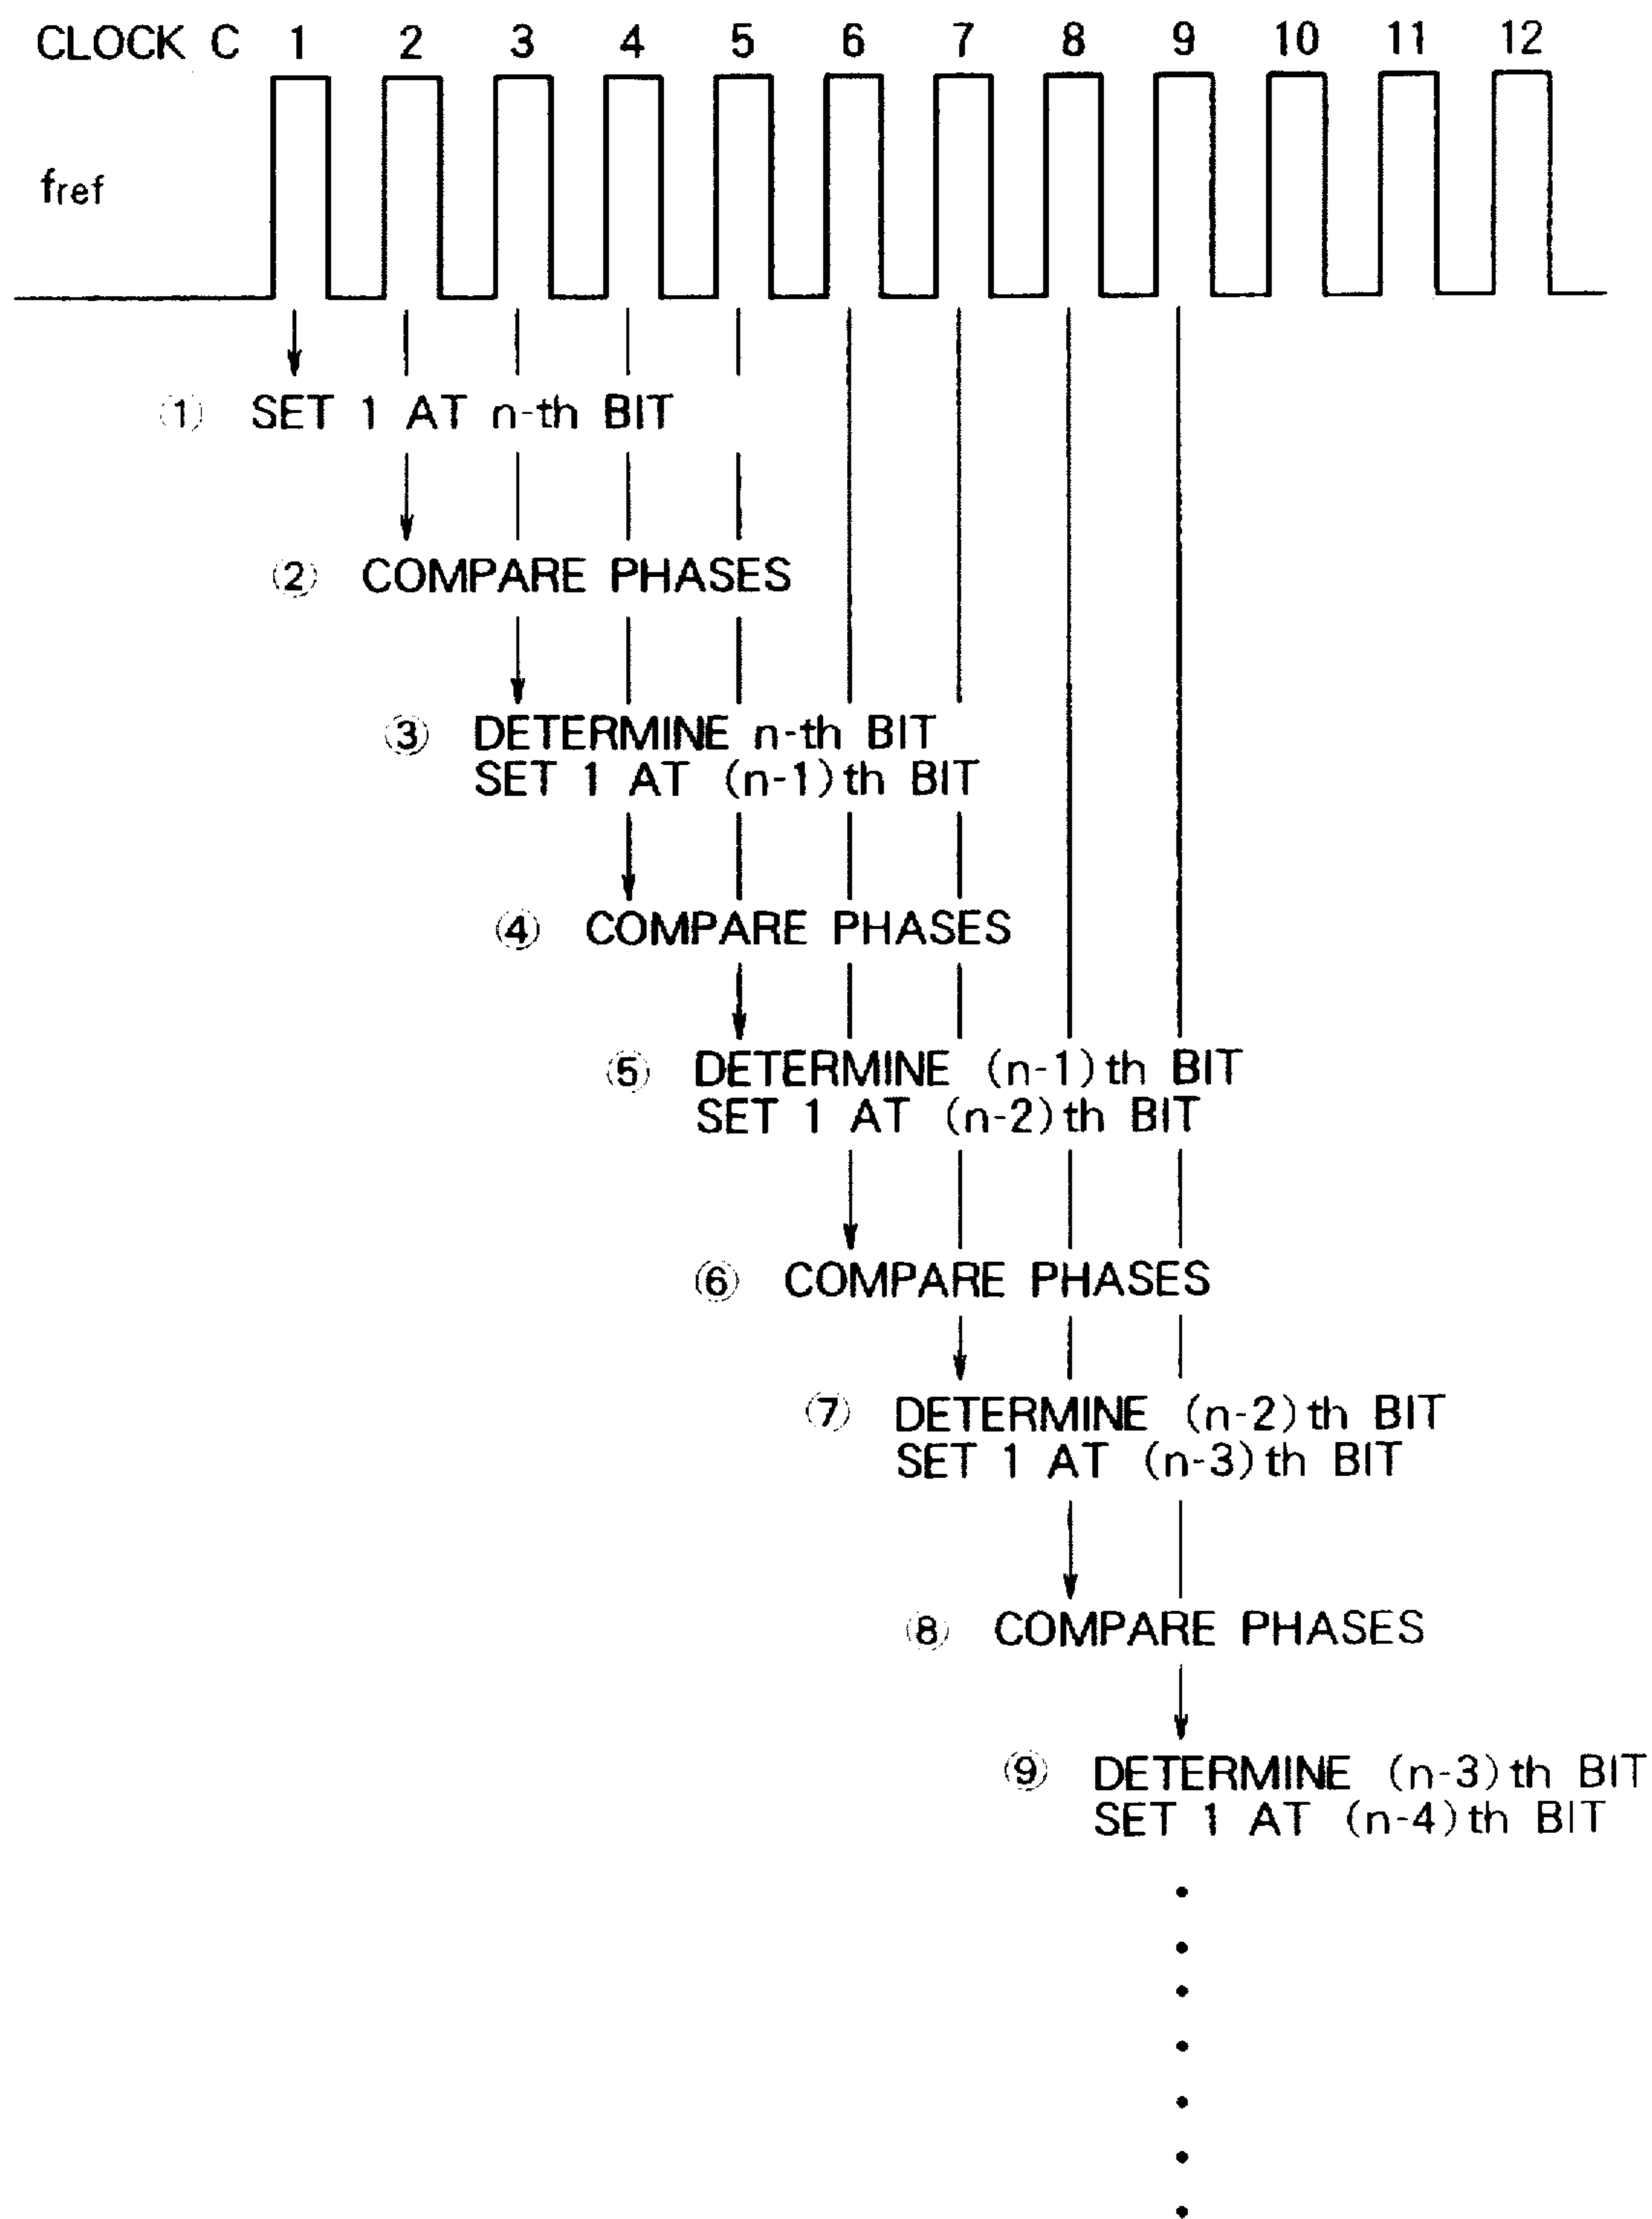 CLOCK C 1 2 3 4 5 6 7 8 9 10 11 12
fref
① SET 1 AT n-th BIT
② COMPARE PHASES
③ DETERMINE n-th BIT
SET 1 AT (n-1)th BIT
④ COMPARE PHASES
⑤ DETERMINE (n-1)th BIT
SET 1 AT (n-2)th BIT
⑥ COMPARE PHASES
⑦ DETERMINE (n-2)th BIT
SET 1 AT (n-3)th BIT
⑧ COMPARE PHASES
⑨ DETERMINE (n-3)th BIT
SET 1 AT (n-4)th BIT